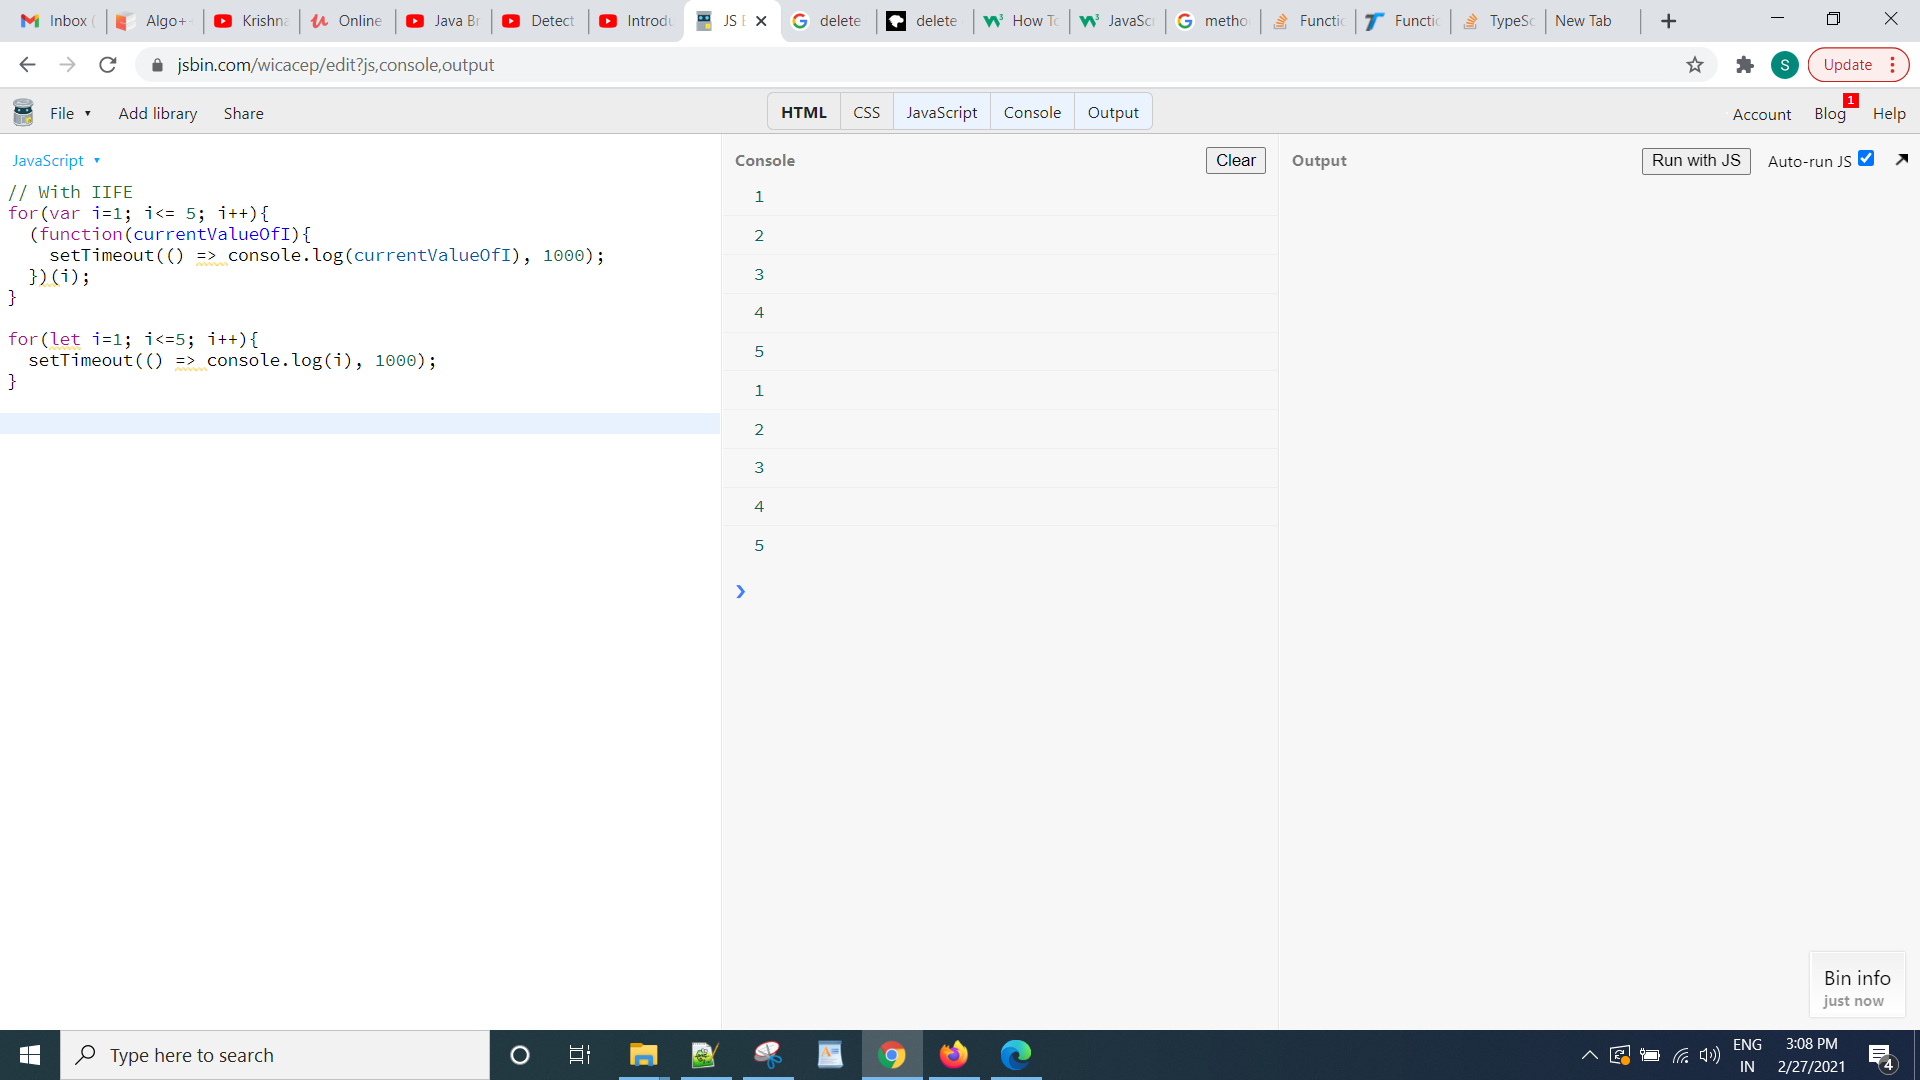 Inbox (
Algo+
Krishna
Online
Java Br
Detect
Introdu
JS B
delete
delete
How To
JavaScr
metho
Functio
Functio
TypeSc
New Tab
jsbin.com/wicacep/edit?js,console,output
S
Update
File
Add library
Share
HTML
CSS
JavaScript
Console
Output
Account
Blog
1
Help
JavaScript
// With IIFE
for(var i=1; i<= 5; i++){
(function(currentValueOfI){
setTimeout(() => console.log(currentValueOfI), 1000);
})(i);
}
for(let i=1; i<=5; i++){
setTimeout(() => console.log(i), 1000);
}
Console
Clear
1
2
3
4
5
1
2
3
4
5
Output
Run with JS
Auto-run JS
Bin info
just now
Type here to search
ENG
IN
3:08 PM
2/27/2021
4